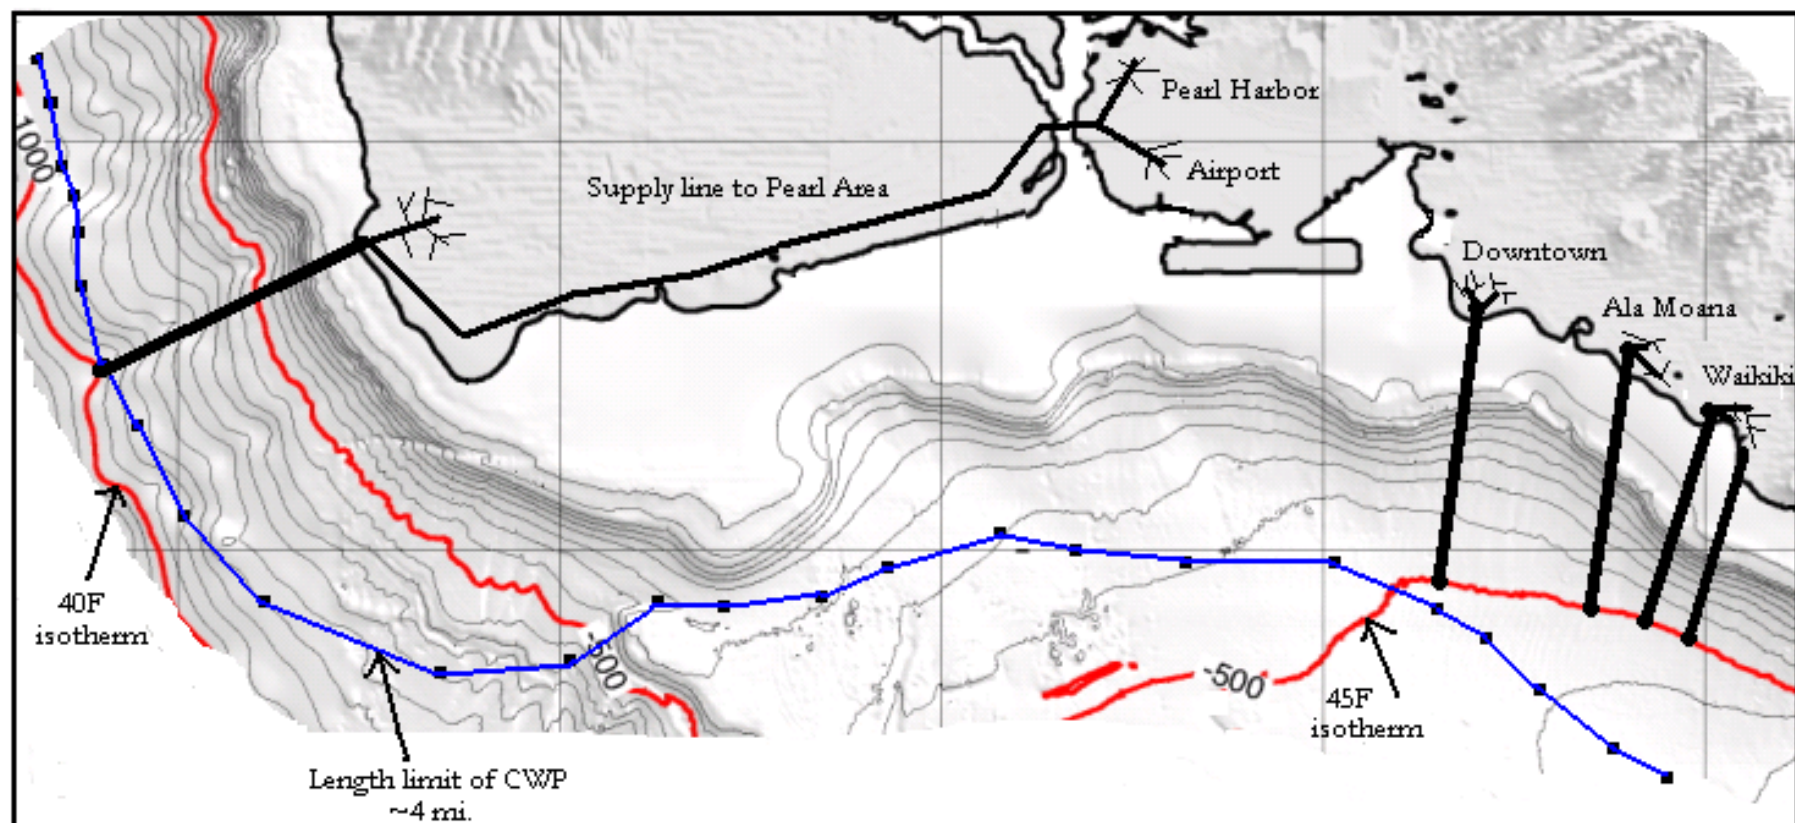 Pearl Harbor
1000
Airport
Supply line to Pearl Area
Downtown
Ala Moana
Waikiki
40F
isotherm
-500
-500
45F
isotherm
Length limit of CWP
~4 mi.